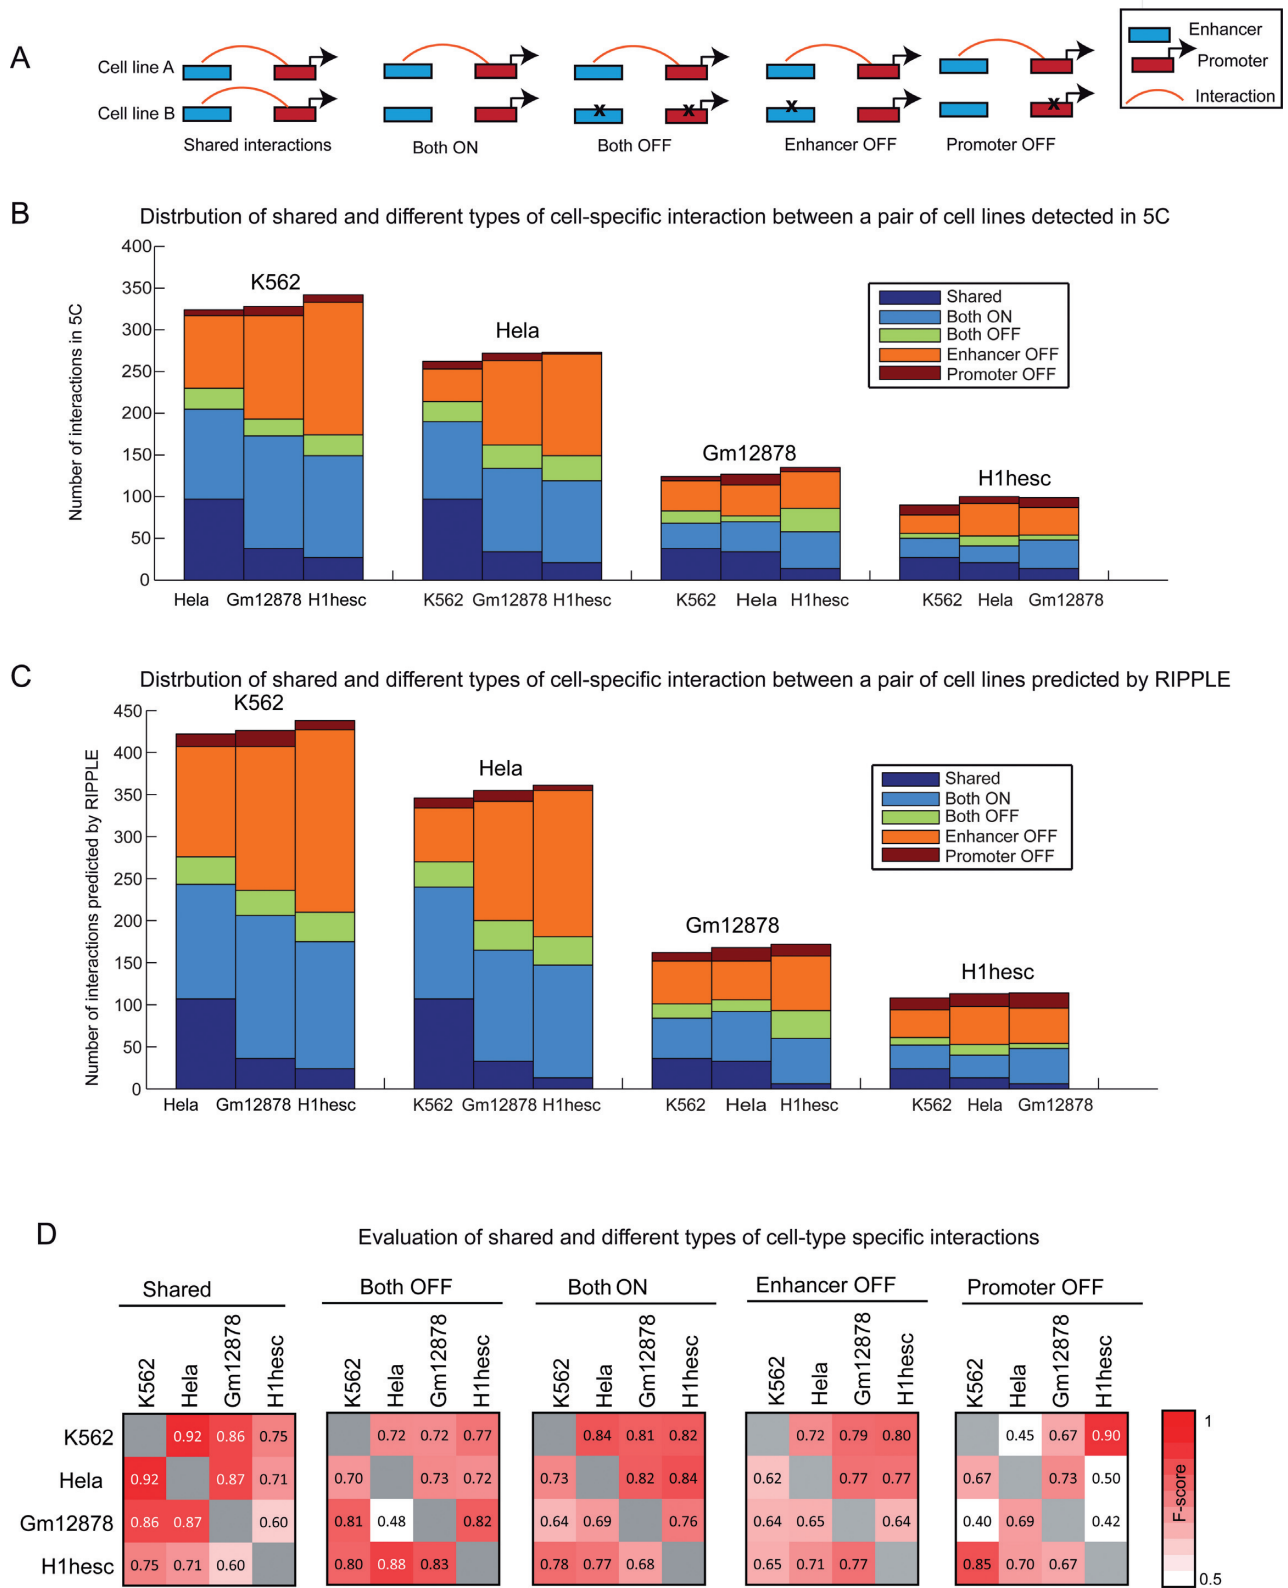 A
Cell line A
Cell line B
x
x
x
x
Shared interactions
Both ON
Both OFF
Enhancer OFF
Promoter OFF
Enhancer
Promoter
Interaction
B
Distrbution of shared and different types of cell-specific interaction between a pair of cell lines detected in 5C
Number of interactions in 5C
400
350
300
250
200
150
100
50
0
K562
Hela
Gm12878
H1hesc
Shared
Both ON
Both OFF
Enhancer OFF
Promoter OFF
Hela Gm12878 H1hesc
K562 Gm12878 H1hesc
K562 Hela H1hesc
K562 Hela Gm12878
C
Distrbution of shared and different types of cell-specific interaction between a pair of cell lines predicted by RIPPLE
Number of interactions predicted by RIPPLE
450
400
350
300
250
200
150
100
50
0
K562
Hela
Gm12878
H1hesc
Shared
Both ON
Both OFF
Enhancer OFF
Promoter OFF
Hela Gm12878 H1hesc
K562 Gm12878 H1hesc
K562 Hela H1hesc
K562 Hela Gm12878
D
Evaluation of shared and different types of cell-type specific interactions
Shared
Both OFF
Both ON
Enhancer OFF
Promoter OFF
K562 Hela Gm12878 H1hesc
K562 Hela Gm12878 H1hesc
K562 Hela Gm12878 H1hesc
K562 Hela Gm12878 H1hesc
K562 Hela Gm12878 H1hesc
K562 0.92 0.86 0.75 0.72 0.72 0.77 0.84 0.81 0.82 0.72 0.79 0.80 0.45 0.67 0.90
Hela 0.92 0.87 0.71 0.70 0.73 0.72 0.73 0.82 0.84 0.62 0.77 0.77 0.67 0.73 0.50
Gm12878 0.86 0.87 0.60 0.81 0.48 0.82 0.64 0.69 0.76 0.64 0.65 0.64 0.40 0.69 0.42
H1hesc 0.75 0.71 0.60 0.80 0.88 0.83 0.78 0.77 0.68 0.65 0.71 0.77 0.85 0.70 0.67
1
F-score
0.5